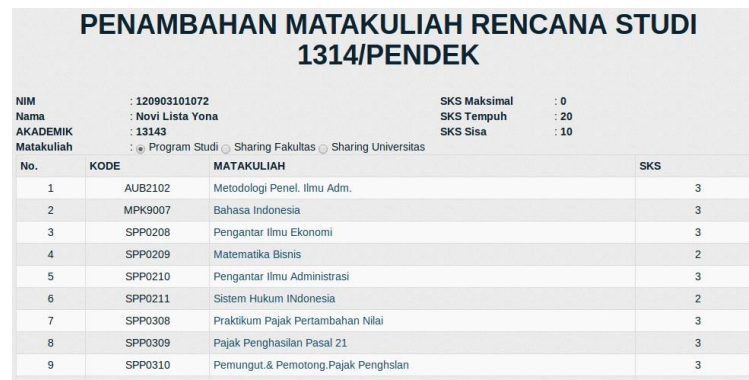 PENAMBAHAN MATAKULIAH RENCANA STUDI
1314/PENDEK
NIM : 120903101072 SKS Maksimal : 0
Nama : Novi Lista Yona SKS Tempuh : 20
AKADEMIK : 13143 SKS Sisa : 10
Matakuliah : Program Studi Sharing Fakultas Sharing Universitas
No. KODE MATAKULIAH SKS
1 AUB2102 Metodologi Penel. Ilmu Adm. 3
2 MPK9007 Bahasa Indonesia 3
3 SPP0208 Pengantar Ilmu Ekonomi 3
4 SPP0209 Matematika Bisnis 2
5 SPP0210 Pengantar Ilmu Administrasi 3
6 SPP0211 Sistem Hukum INdonesia 2
7 SPP0308 Praktikum Pajak Pertambahan Nilai 3
8 SPP0309 Pajak Penghasilan Pasal 21 3
9 SPP0310 Pemungut.& Pemotong.Pajak Penghslan 3